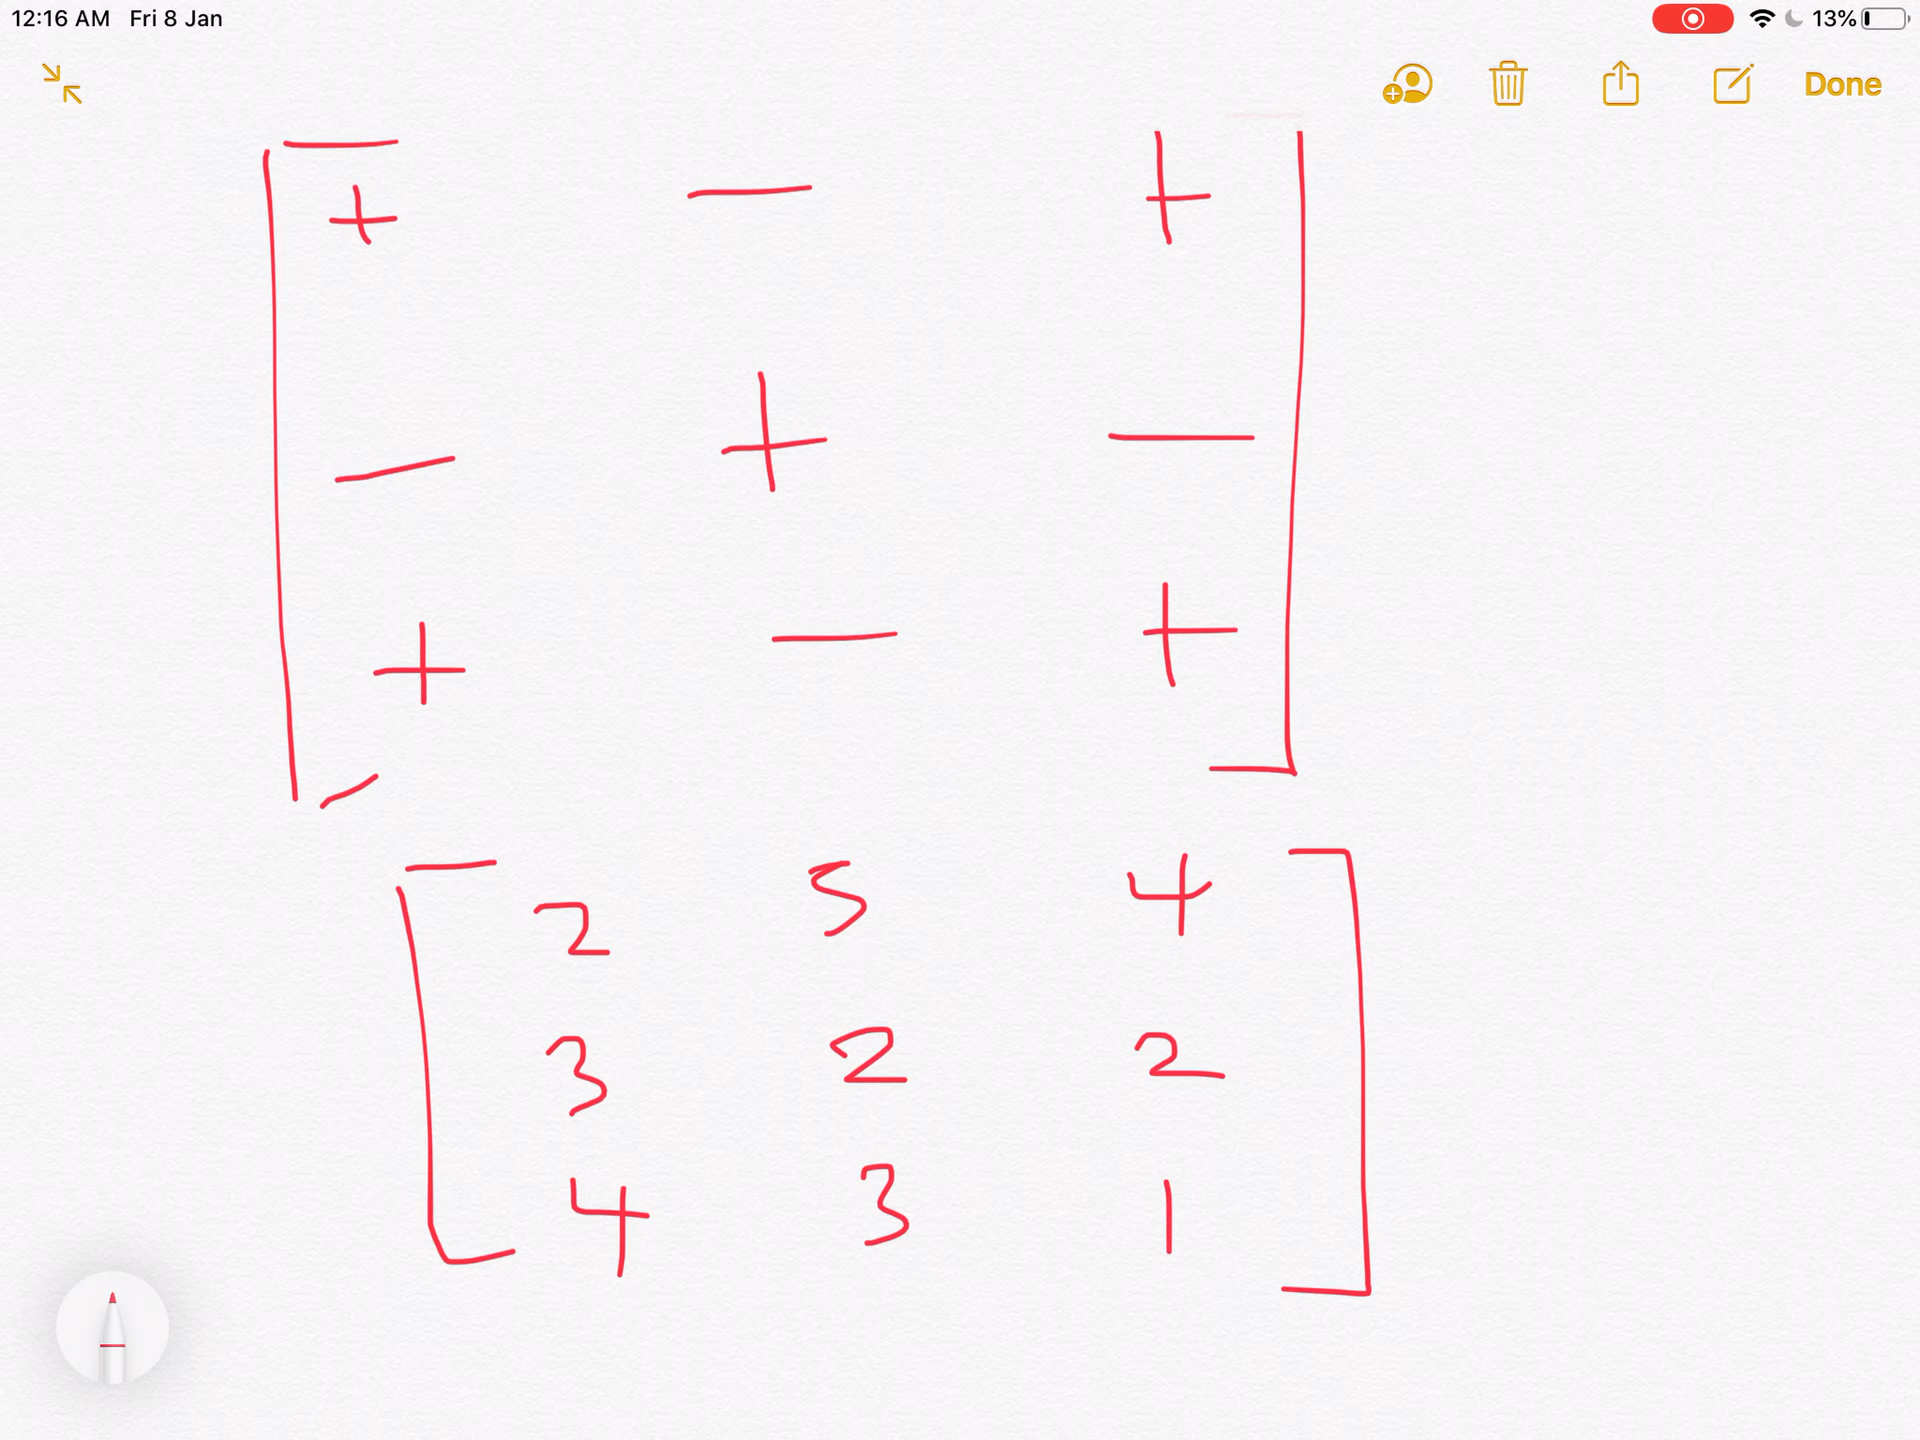 12:16 AM Fri 8 Jan 13%
Done
+ − +
− + −
+ − +
2 5 4
3 2 2
4 3 1